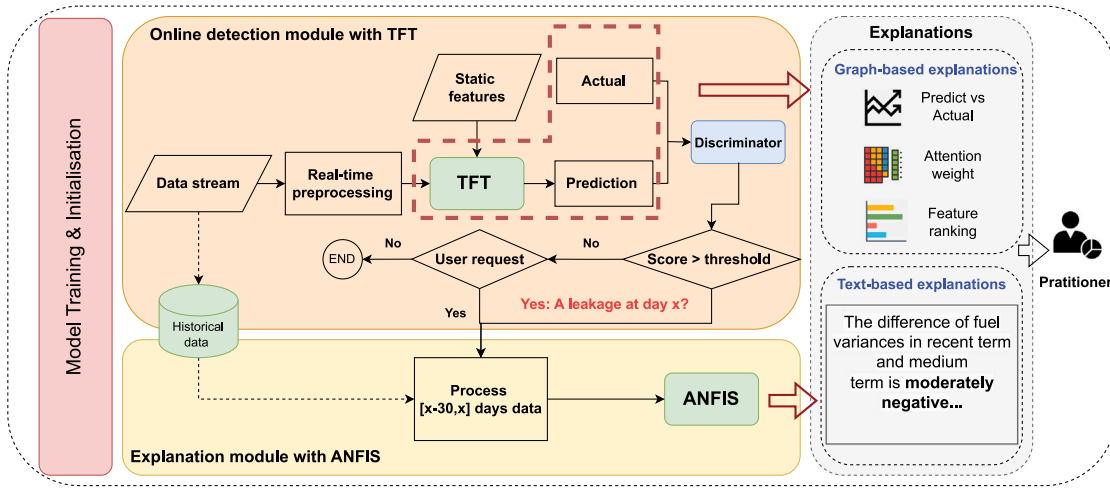 Model Training & Initialisation
Online detection module with TFT
Static
features
Actual
Data stream
Real-time
preprocessing
TFT
Prediction
Discriminator
END
No
User request
No
Score > threshold
Yes: A leakage at day x?
Yes
Historical
data
Process
[x-30,x] days data
ANFIS
Explanation module with ANFIS
Explanations
Graph-based explanations
Predict vs
Actual
Attention
weight
Feature
ranking
Text-based explanations
The difference of fuel
variances in recent term
and medium
term is moderately
negative...
Pratitioner